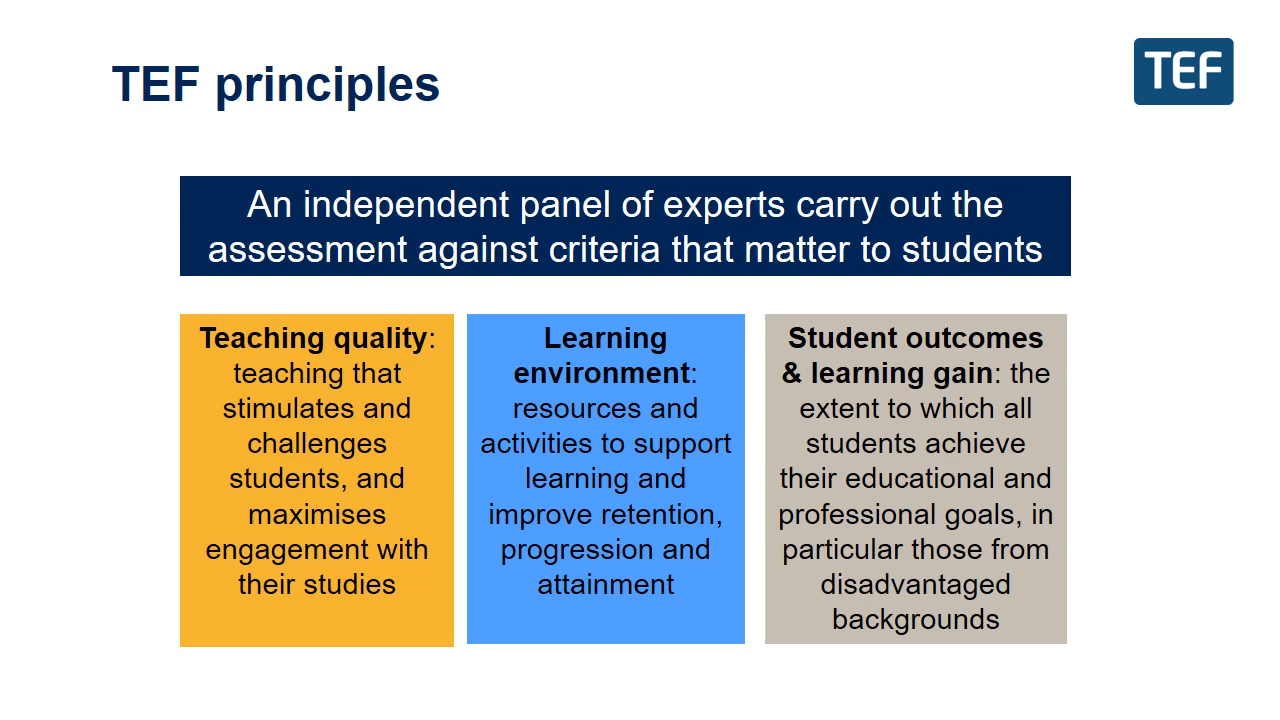 TEF principles
TEF
An independent panel of experts carry out the
assessment against criteria that matter to students
Teaching quality:
teaching that
stimulates and
challenges
students, and
maximises
engagement with
their studies
Learning
environment:
resources and
activities to support
learning and
improve retention,
progression and
attainment
Student outcomes
& learning gain: the
extent to which all
students achieve
their educational and
professional goals, in
particular those from
disadvantaged
backgrounds